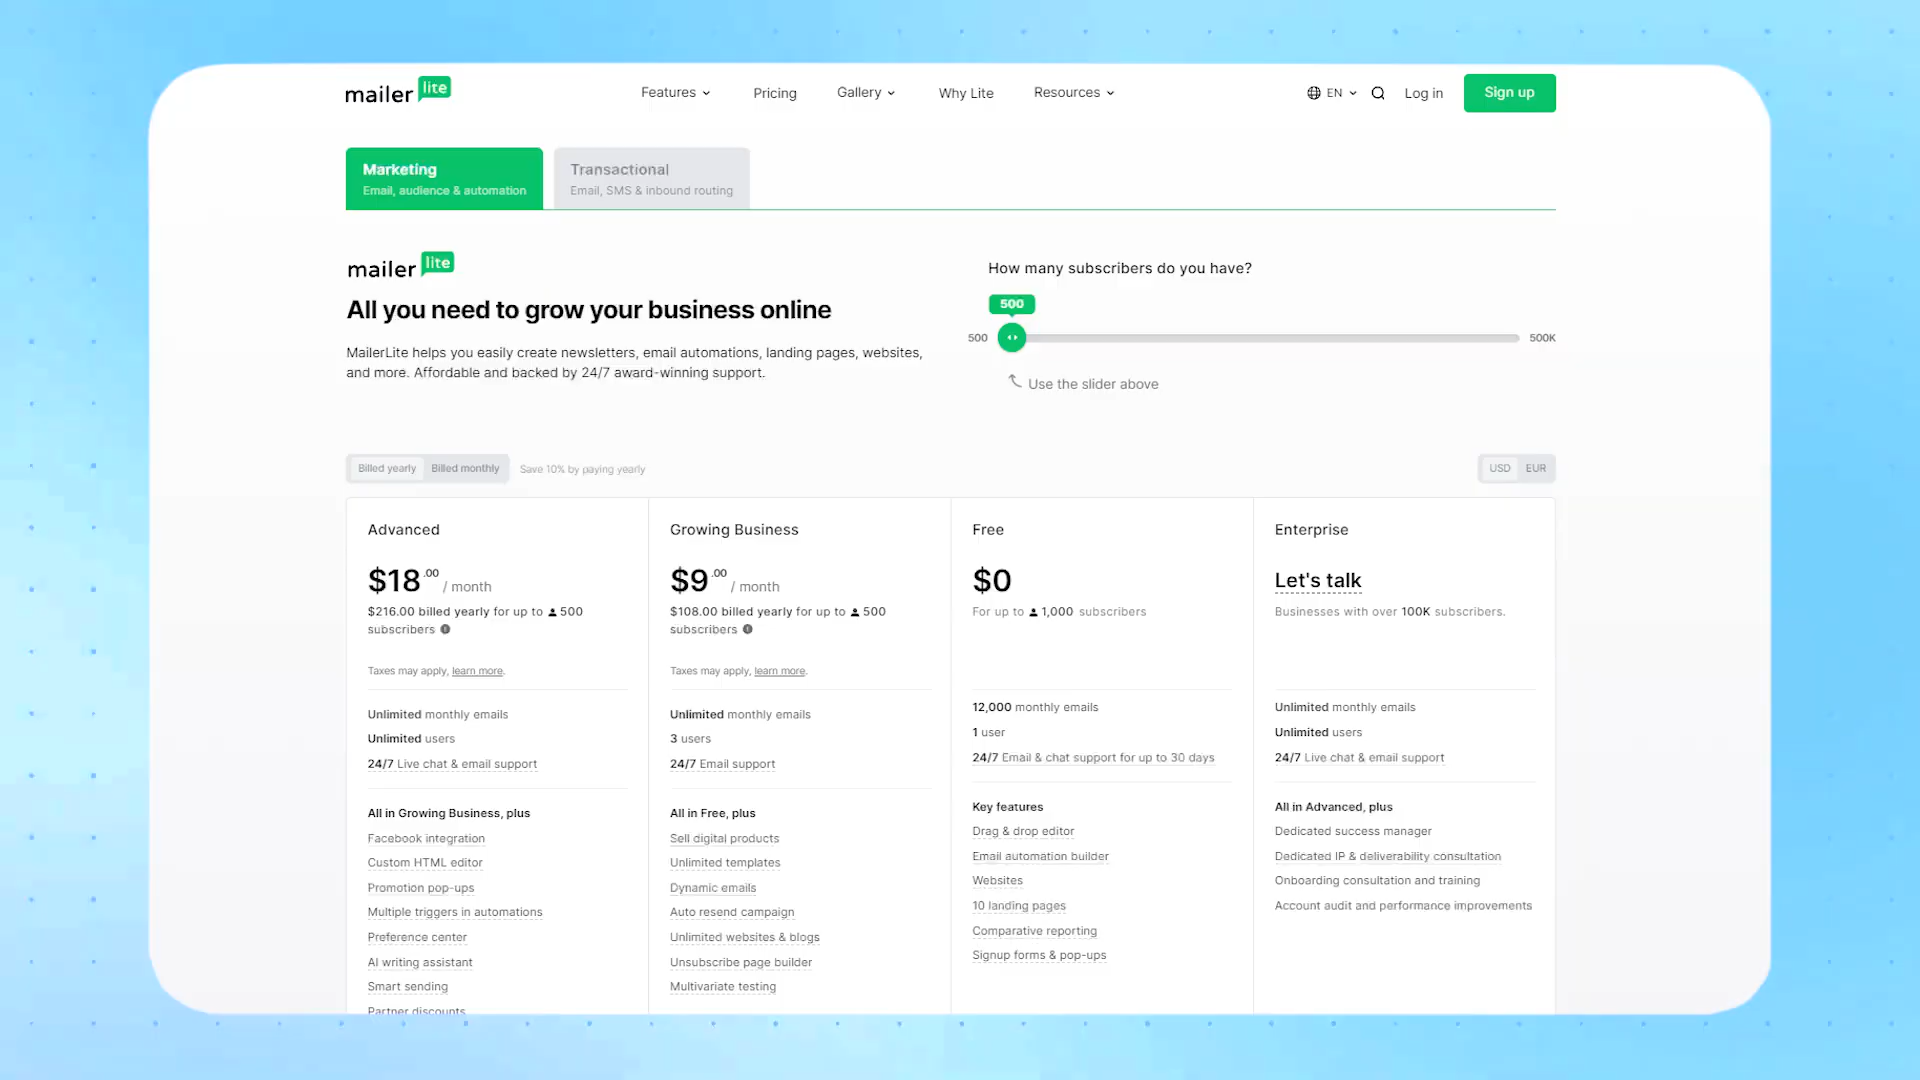 mailer lite
Features
Pricing
Gallery
Why Lite
Resources
EN
Log in
Sign up
Marketing
Email, audience & automation
Transactional
Email, SMS & inbound routing
mailer lite
All you need to grow your business online
MailerLite helps you easily create newsletters, email automations, landing pages, websites,
and more. Affordable and backed by 24/7 award-winning support.
How many subscribers do you have?
500
500
500K
Use the slider above
Billed yearly
Billed monthly
Save 10% by paying yearly
USD
EUR
Advanced
$18.00 / month
$216.00 billed yearly for up to 500
subscribers
Taxes may apply, learn more.
Unlimited monthly emails
Unlimited users
24/7 Live chat & email support
All in Growing Business, plus
Facebook integration
Custom HTML editor
Promotion pop-ups
Multiple triggers in automations
Preference center
AI writing assistant
Smart sending
Partner discounts
Growing Business
$9.00 / month
$108.00 billed yearly for up to 500
subscribers
Taxes may apply, learn more.
Unlimited monthly emails
3 users
24/7 Email support
All in Free, plus
Sell digital products
Unlimited templates
Dynamic emails
Auto resend campaign
Unlimited websites & blogs
Unsubscribe page builder
Multivariate testing
Free
$0
For up to 1,000 subscribers
12,000 monthly emails
1 user
24/7 Email & chat support for up to 30 days
Key features
Drag & drop editor
Email automation builder
Websites
10 landing pages
Comparative reporting
Signup forms & pop-ups
Enterprise
Let's talk
Businesses with over 100K subscribers.
Unlimited monthly emails
Unlimited users
24/7 Live chat & email support
All in Advanced, plus
Dedicated success manager
Dedicated IP & deliverability consultation
Onboarding consultation and training
Account audit and performance improvements